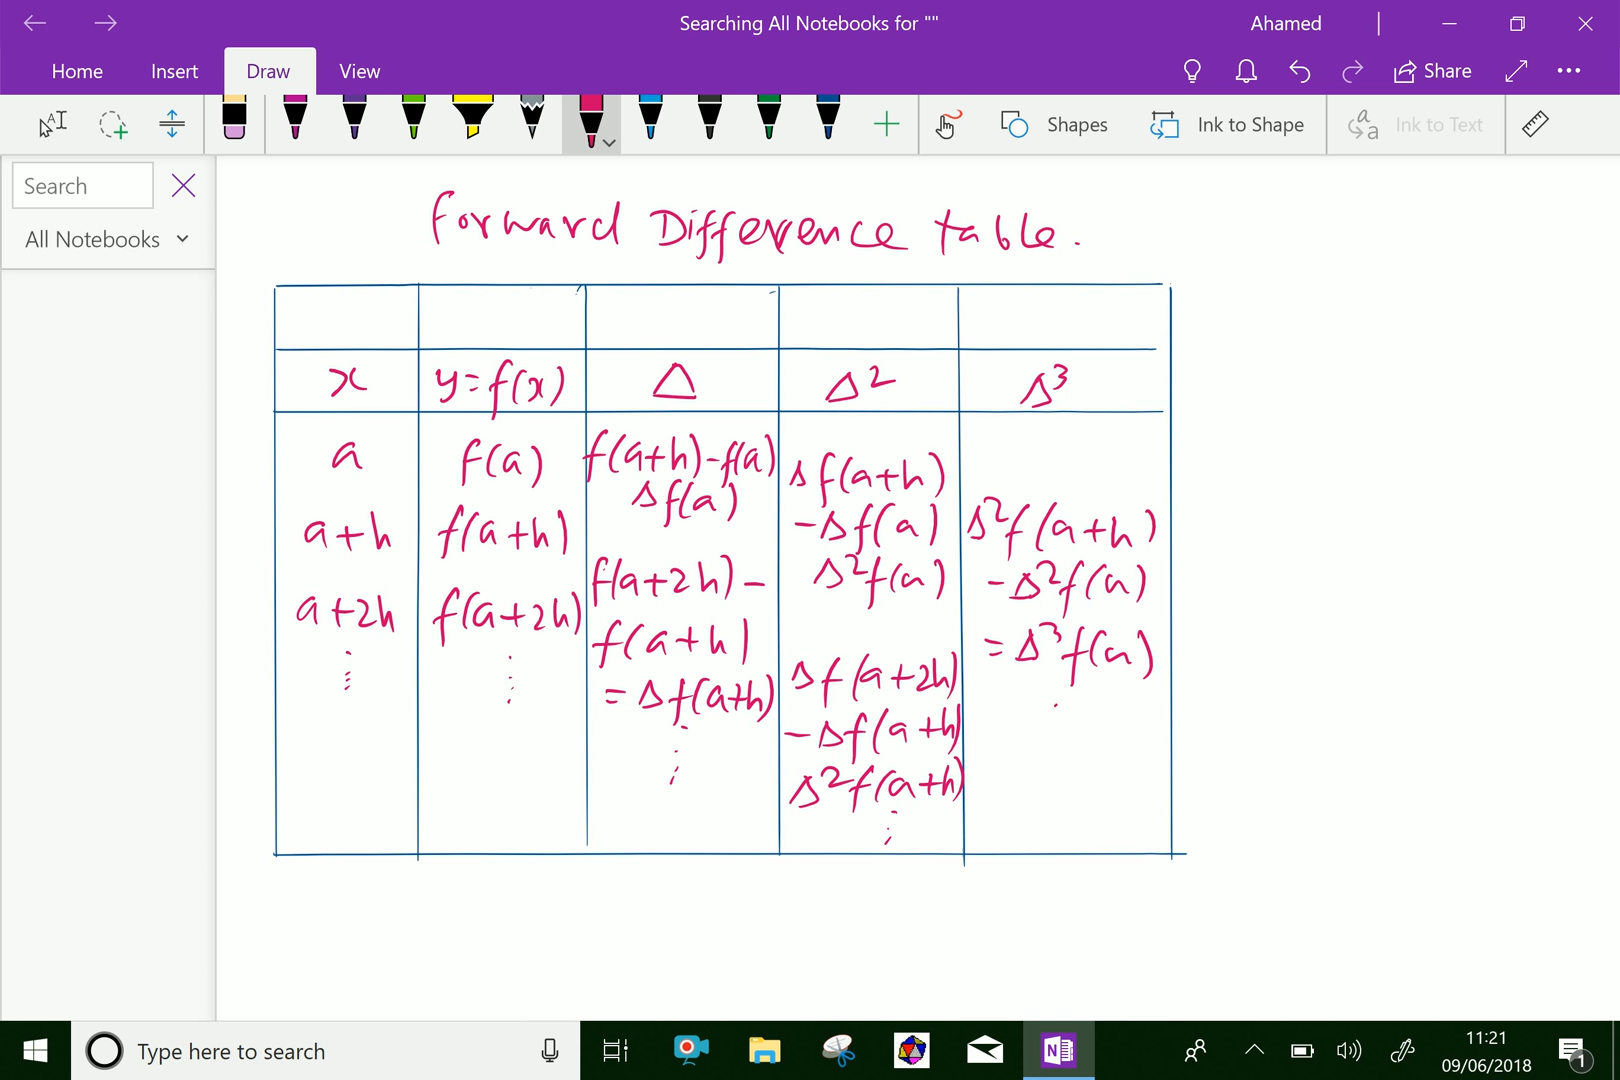 Searching All Notebooks for ""
Ahamed
Home Insert Draw View
Share
Shapes Ink to Shape Ink to Text
Search
All Notebooks
Forward Difference table.
x y=f(x) Δ Δ² Δ³
a f(a) f(a+h)-f(a) Δf(a+h)
Δf(a)
a+h f(a+h) -Δf(a) Δ²f(a+h)
f(a+2h)- Δ²f(a) -Δ²f(a)
a+2h f(a+2h)
f(a+h) =Δ³f(a)
=Δf(a+h) Δf(a+2h)
-Δf(a+h)
Δ²f(a+h)
Type here to search
11:21
09/06/2018
1